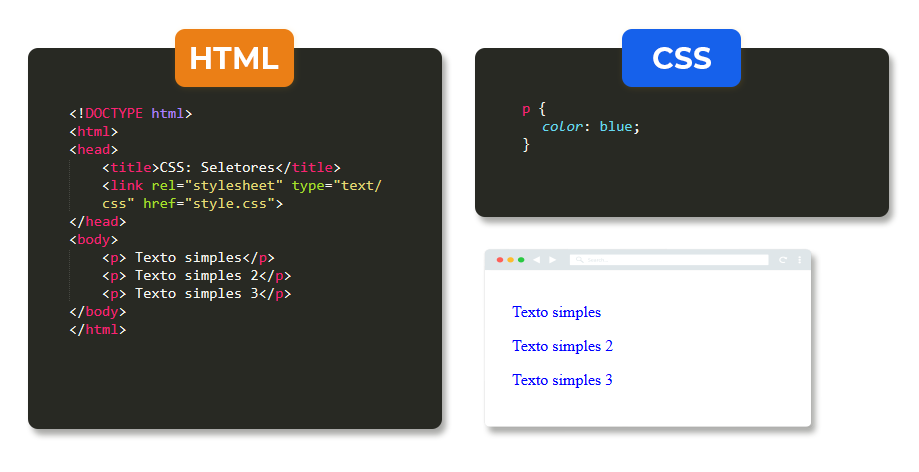 HTML
<!DOCTYPE html>
<html>
<head>
<title>CSS: Seletores</title>
<link rel="stylesheet" type="text/
css" href="style.css">
</head>
<body>
<p> Texto simples</p>
<p> Texto simples 2</p>
<p> Texto simples 3</p>
</body>
</html>
CSS
p {
color: blue;
}
Texto simples
Texto simples 2
Texto simples 3